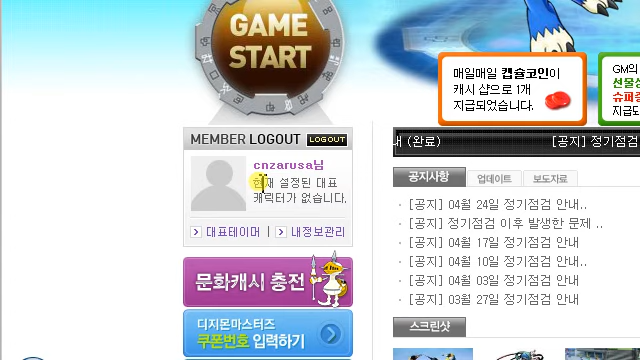 GAME
START
매일매일 캡슐코인이
캐시 샵으로 1개
지급되었습니다.
GM의
선물상
슈퍼종
지급되
MEMBER LOGOUT LOGOUT
cnzarusa님
현재 설정된 대표
캐릭터가 없습니다.
대표테이머 | 내정보관리
내 (완료) [공지] 정기점검
공지사항 업데이트 보도자료
[공지] 04월 24일 정기점검 안내..
[공지] 정기점검 이후 발생한 문제 ..
[공지] 04월 17일 정기점검 안내
[공지] 04월 10일 정기점검 안내..
[공지] 04월 03일 정기점검 안내
[공지] 03월 27일 정기점검 안내
문화캐시 충전
디지몬마스터즈
쿠폰번호 입력하기
스크린샷